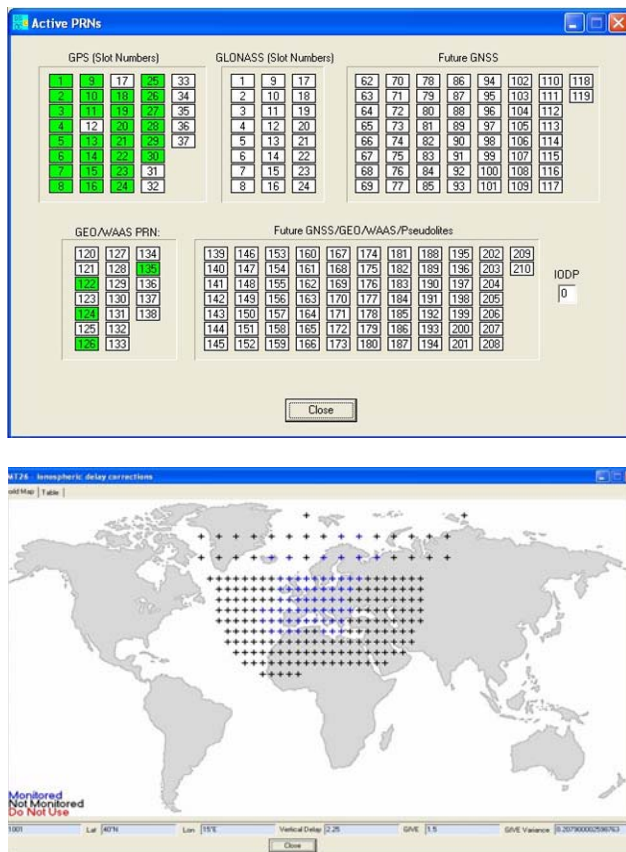 Active PRNs
GPS (Slot Numbers) GLONASS (Slot Numbers) Future GNSS
1 9 17 25 33 1 9 17 62 70 78 86 94 102 110 118
2 10 18 26 34 2 10 18 63 71 79 87 95 103 111 119
3 11 19 27 35 3 11 19 64 72 80 88 96 104 112
4 12 20 28 36 4 12 20 65 73 81 89 97 105 113
5 13 21 29 37 5 13 21 66 74 82 90 98 106 114
6 14 22 30 6 14 22 67 75 83 91 99 107 115
7 15 23 31 7 15 23 68 76 84 92 100 108 116
8 16 24 32 8 16 24 69 77 85 93 101 109 117
GEO/WAAS PRN: Future GNSS/GEO/WAAS/Pseudolites
120 127 134 139 146 153 160 167 174 181 188 195 202 209
121 128 135 140 147 154 161 168 175 182 189 196 203 210 IODP
122 129 136 141 148 155 162 169 176 183 190 197 204 0
123 130 137 142 149 156 163 170 177 184 191 198 205
124 131 138 143 150 157 164 171 178 185 192 199 206
125 132 144 151 158 165 172 179 186 193 200 207
126 133 145 152 159 166 173 180 187 194 201 208
Close
MT26 - Ionospheric delay corrections
Map Table
Monitored
Not Monitored
Do Not Use
1001 Lat 40°N Lon 15°E Vertical Delay 2.25 GIVE 1.5 GIVE Variance
Close